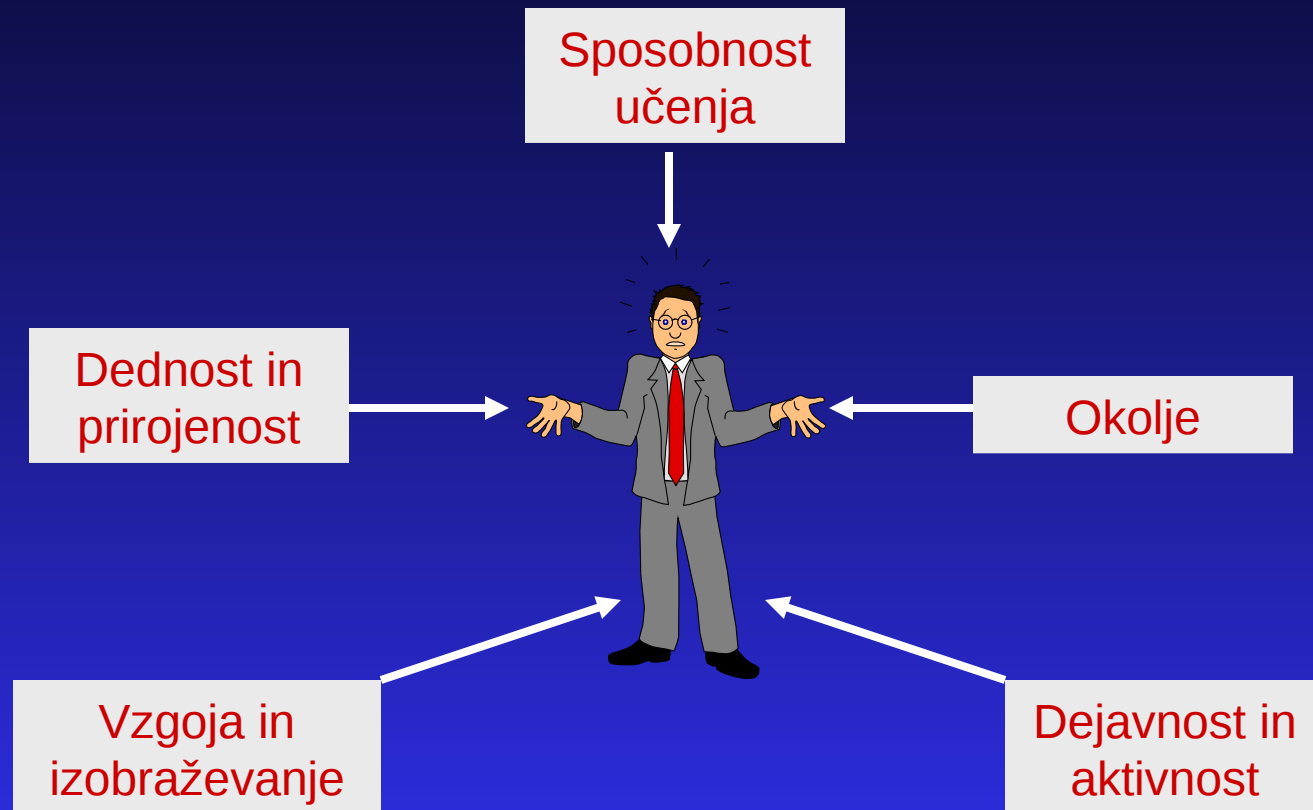 Sposobnost
učenja
Dednost in
prirojenost
Okolje
Vzgoja in
izobraževanje
Dejavnost in
aktivnost